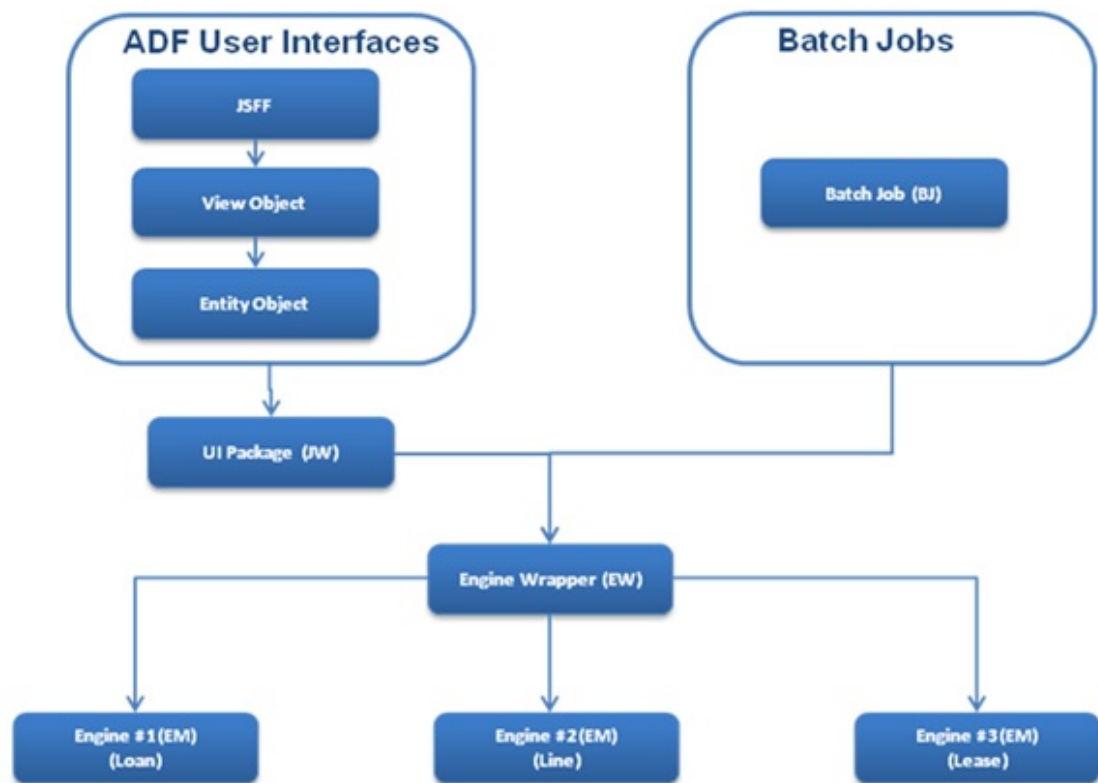 ADF User Interfaces
JSFF
View Object
Entity Object
Batch Jobs
Batch Job (BJ)
UI Package (JW)
Engine Wrapper (EW)
Engine #1(EM)
(Loan)
Engine #2(EM)
(Line)
Engine #3(EM)
(Lease)